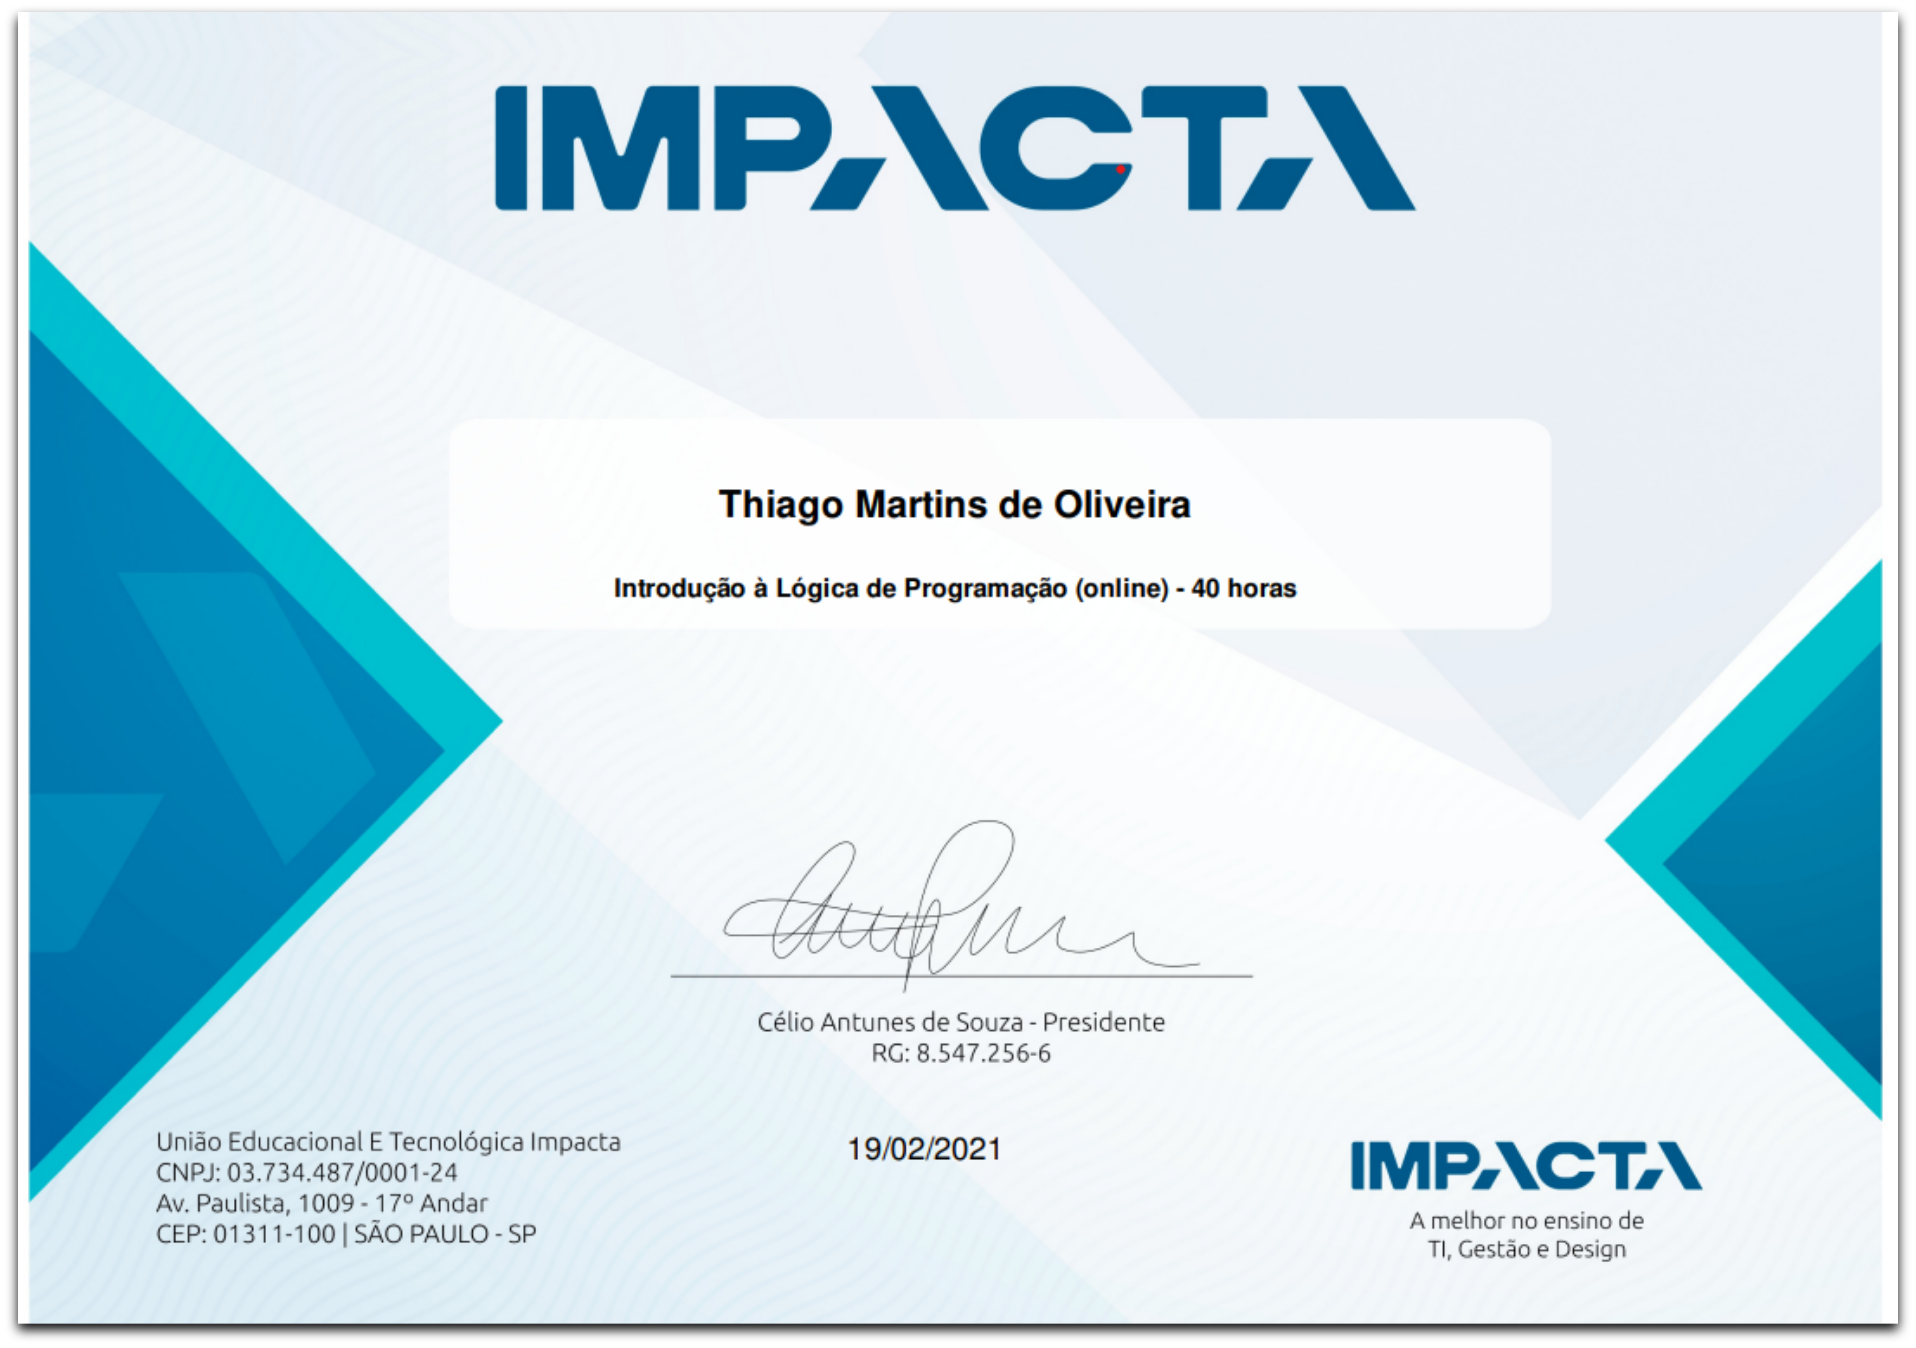 IMPACTA
Thiago Martins de Oliveira
Introdução à Lógica de Programação (online) - 40 horas
Célio Antunes de Souza - Presidente
RG: 8.547.256-6
União Educacional E Tecnológica Impacta
CNPJ: 03.734.487/0001-24
Av. Paulista, 1009 - 17º Andar
CEP: 01311-100 | SÃO PAULO - SP
19/02/2021
IMPACTA
A melhor no ensino de
TI, Gestão e Design